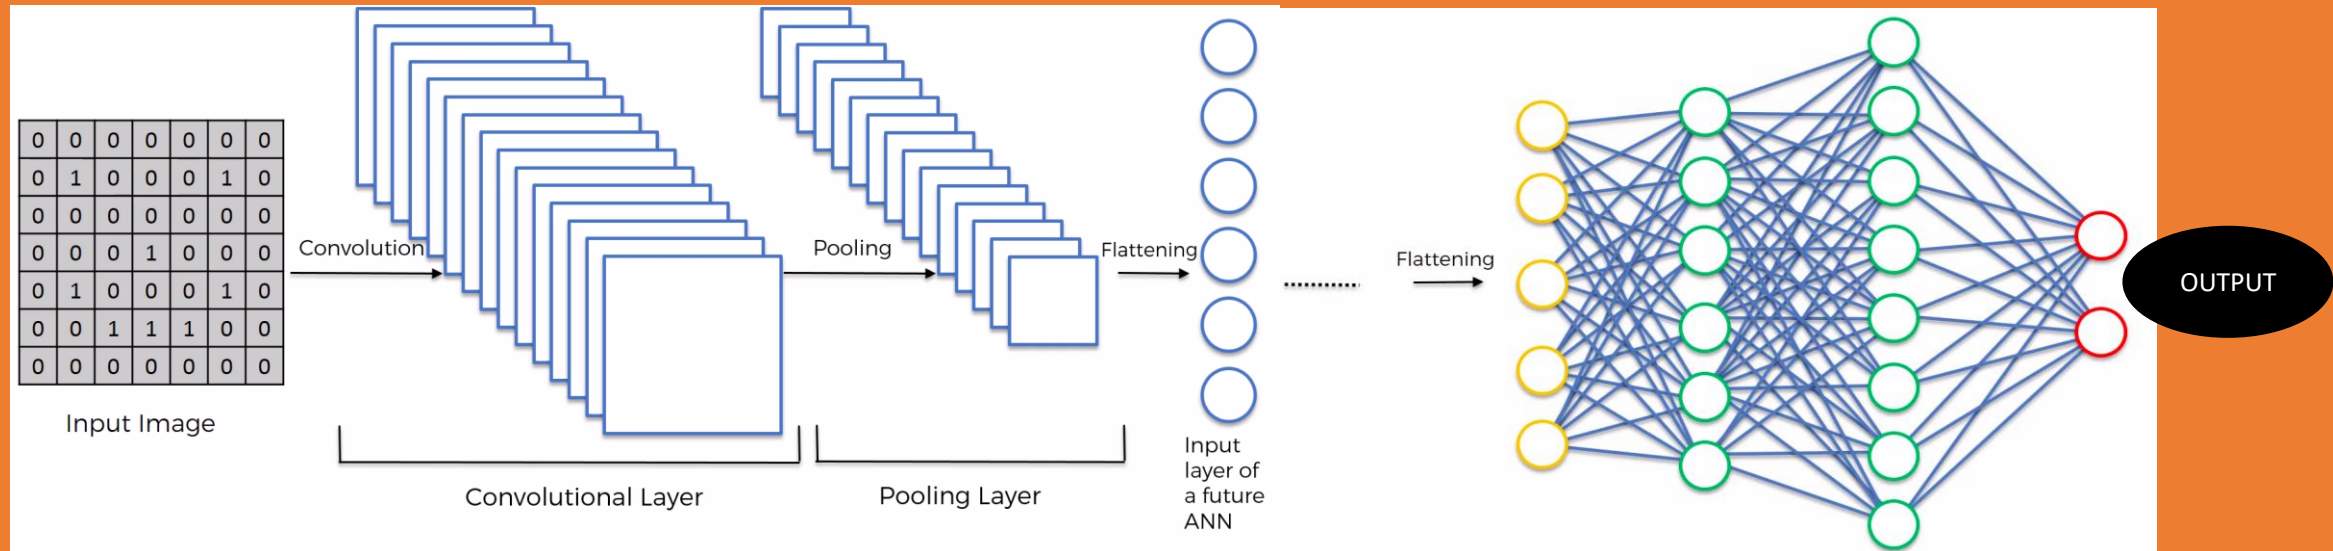 0 0 0 0 0 0 0
0 1 0 0 0 1 0
0 0 0 0 0 0 0
0 0 0 1 0 0 0
0 1 0 0 0 1 0
0 0 1 1 1 0 0
0 0 0 0 0 0 0
Input Image
Convolution
Convolutional Layer
Pooling
Pooling Layer
Flattening
Input
layer of
a future
ANN
Flattening
OUTPUT